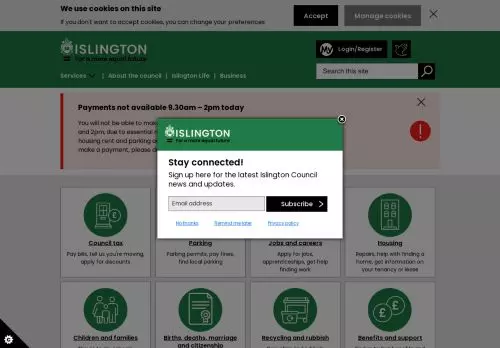 We use cookies on this site
If you don't want to accept cookies, you can change your preferences
Accept
Manage cookies
ISLINGTON
For a more equal future
MY
Login/Register
Services
About the council
Islington Life
Business
Search this site
Payments not available 9.30am – 2pm today
You will not be able to make
and 2pm, due to essential
housing rent and parking
make a payment, please
ISLINGTON
For a more equal future
Stay connected!
Sign up here for the latest Islington Council
news and updates.
Email address
Subscribe
No thanks
Remind me later
Privacy policy
Council tax
Pay bills, tell us you're moving,
apply for discounts
Parking
Parking permits, pay fines,
find local parking
Jobs and careers
Apply for jobs,
apprenticeships, get help
finding work
Housing
Repairs, help with finding a
home, get information on
your tenancy or lease
Children and families
Births, deaths, marriage
and citizenship
Recycling and rubbish
Benefits and support